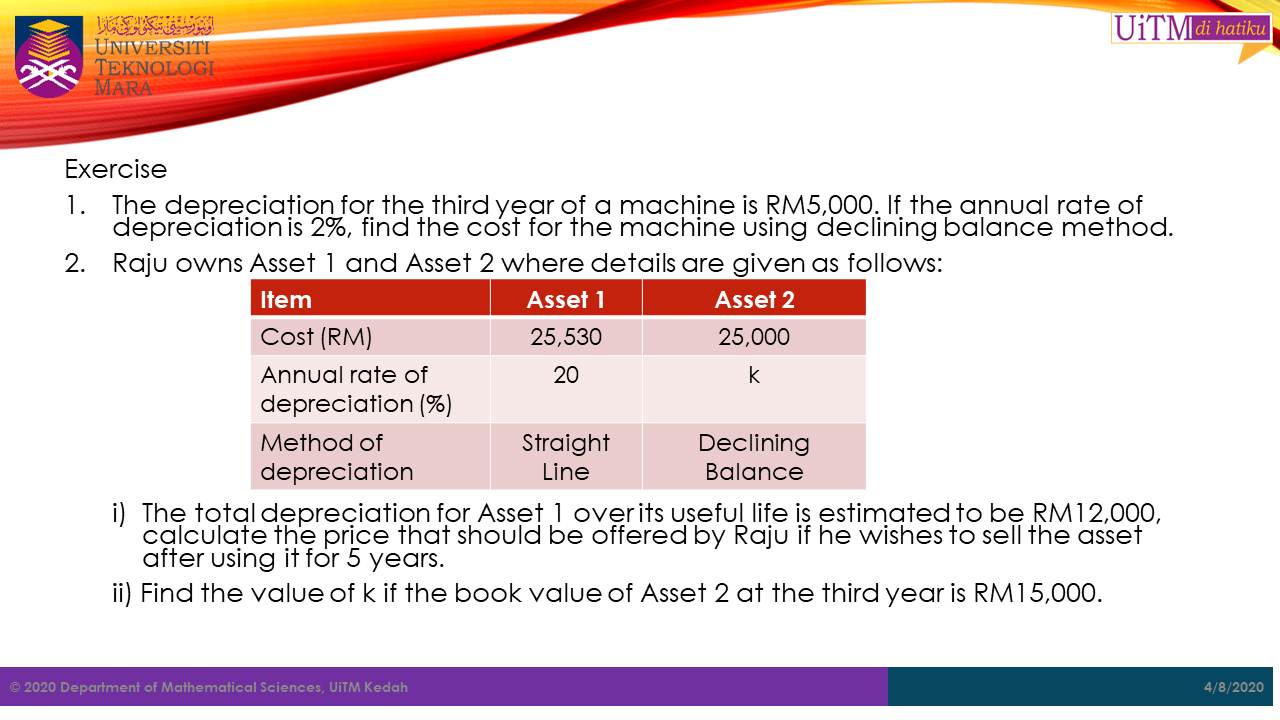 UNIVERSITI
TEKNOLOGI
MARA
UiTM di hatiku
Exercise
1. The depreciation for the third year of a machine is RM5,000. If the annual rate of
depreciation is 2%, find the cost for the machine using declining balance method.
2. Raju owns Asset 1 and Asset 2 where details are given as follows:
Item Asset 1 Asset 2
Cost (RM) 25,530 25,000
Annual rate of 20 k
depreciation (%)
Method of Straight Declining
depreciation Line Balance
i) The total depreciation for Asset 1 over its useful life is estimated to be RM12,000,
calculate the price that should be offered by Raju if he wishes to sell the asset
after using it for 5 years.
ii) Find the value of k if the book value of Asset 2 at the third year is RM15,000.
© 2020 Department of Mathematical Sciences, UiTM Kedah
4/8/2020